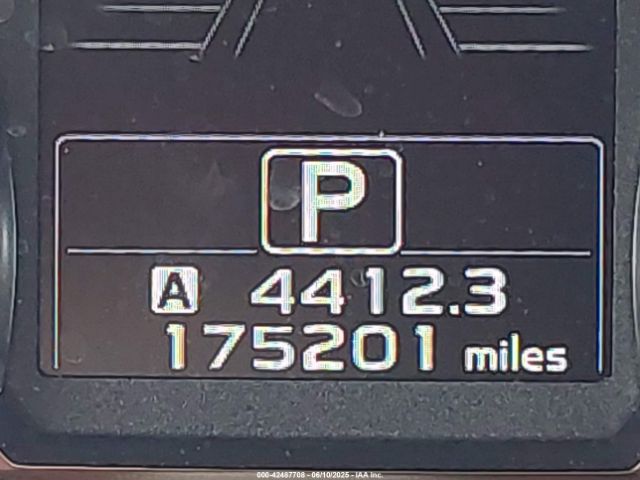 P
A 4412.3
175201 miles
000-42487708 - 06/10/2025 - IAA Inc.